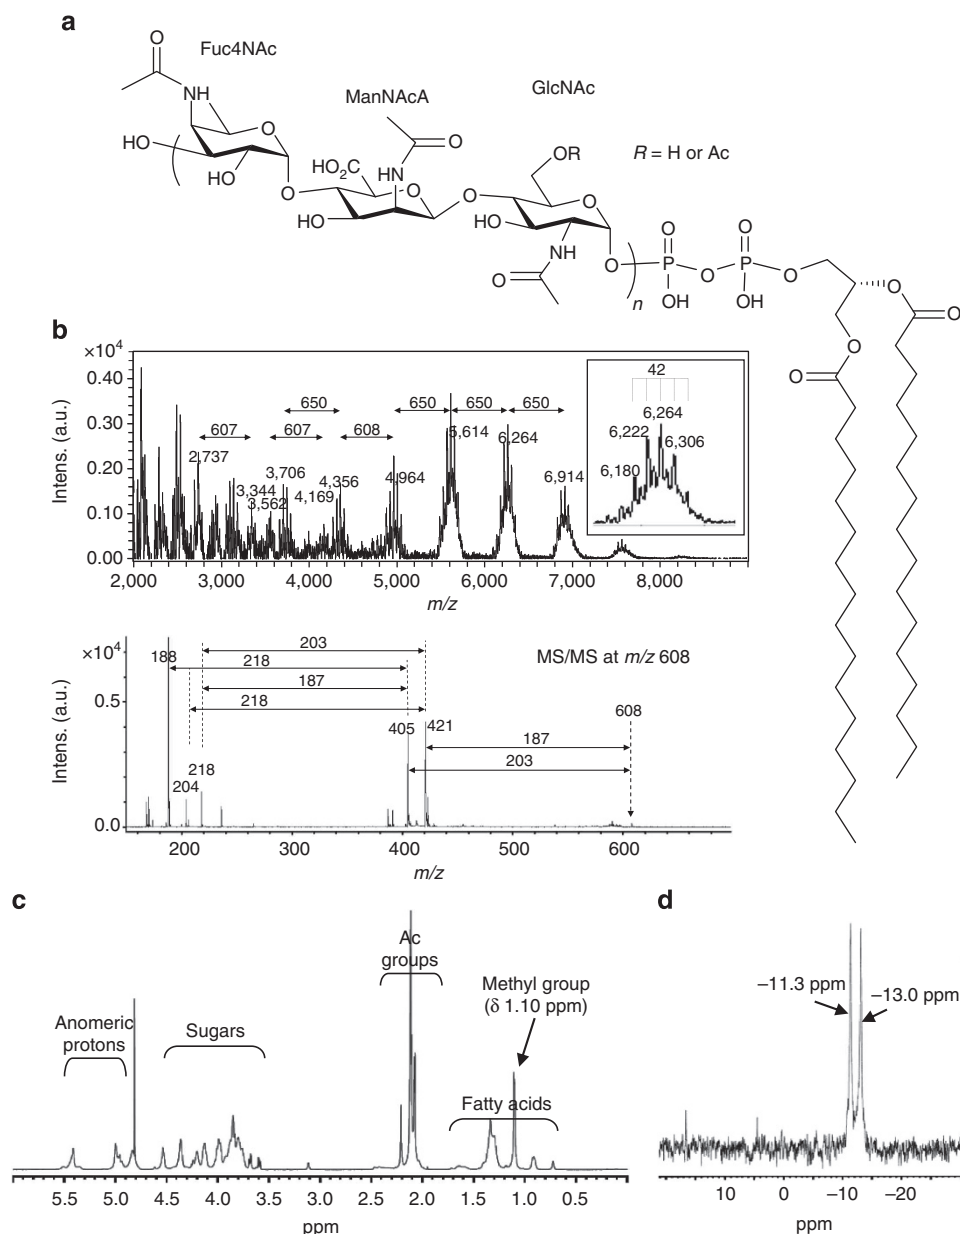 a
Fuc4NAc
ManNAcA
GlcNAc
R = H or Ac
O
NH
O
HO
HO
O
HO2C
HN
O
O
HO
O
OR
O
HO
NH
O
O
n
O
P
OH
O
O
P
OH
O
O
O
O
O
b
×10⁴
0.40
0.30
0.20
0.10
0.00
Intens. (a.u.)
607
607
650
608
650
650
650
2,737
3,344
3,562
3,706
4,169
4,356
4,964
5,614
6,264
6,914
42
6,264
6,222
6,306
6,180
2,000 3,000 4,000 5,000 6,000 7,000 8,000
m/z
×10⁴
0.5
0.0
Intens. (a.u.)
203
188
218
187
218
MS/MS at m/z 608
405
421
608
187
203
218
204
200 300 400 500 600
m/z
c
Ac
groups
Methyl group
(δ 1.10 ppm)
Anomeric
protons
Sugars
Fatty acids
5.5 5.0 4.5 4.0 3.5 3.0 2.5 2.0 1.5 1.0 0.5
ppm
d
–11.3 ppm
–13.0 ppm
10 0 –10 –20
ppm